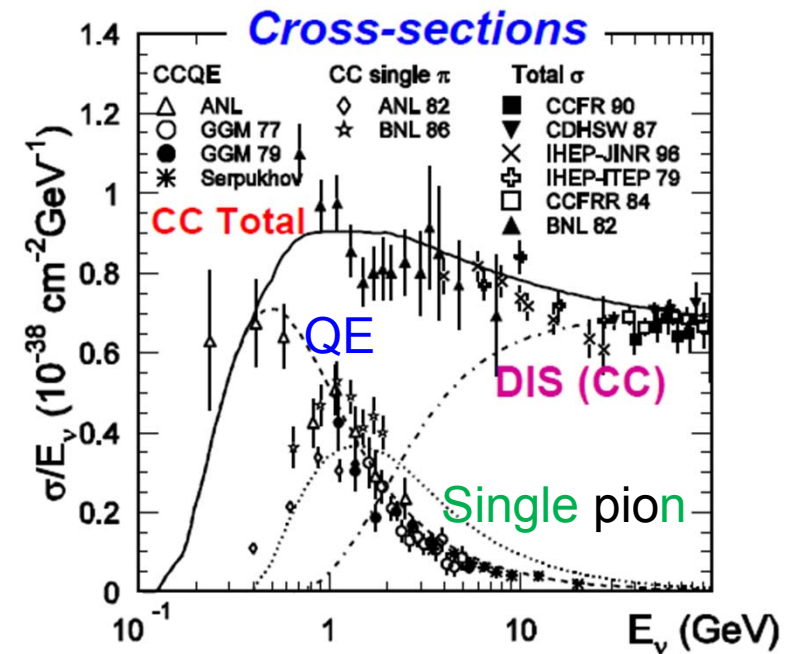 Cross-sections
CCQE
ANL
GGM 77
GGM 79
Serpukhov
CC single π
ANL 82
BNL 86
Total σ
CCFR 90
CDHSW 87
IHEP-JINR 96
IHEP-ITEP 79
CCFRR 84
BNL 82
CC Total
QE
DIS (CC)
Single pion
σ/Eν (10⁻³⁸ cm⁻²GeV⁻¹)
1.4
1.2
1
0.8
0.6
0.4
0.2
0
10⁻¹
1
10
Eν (GeV)